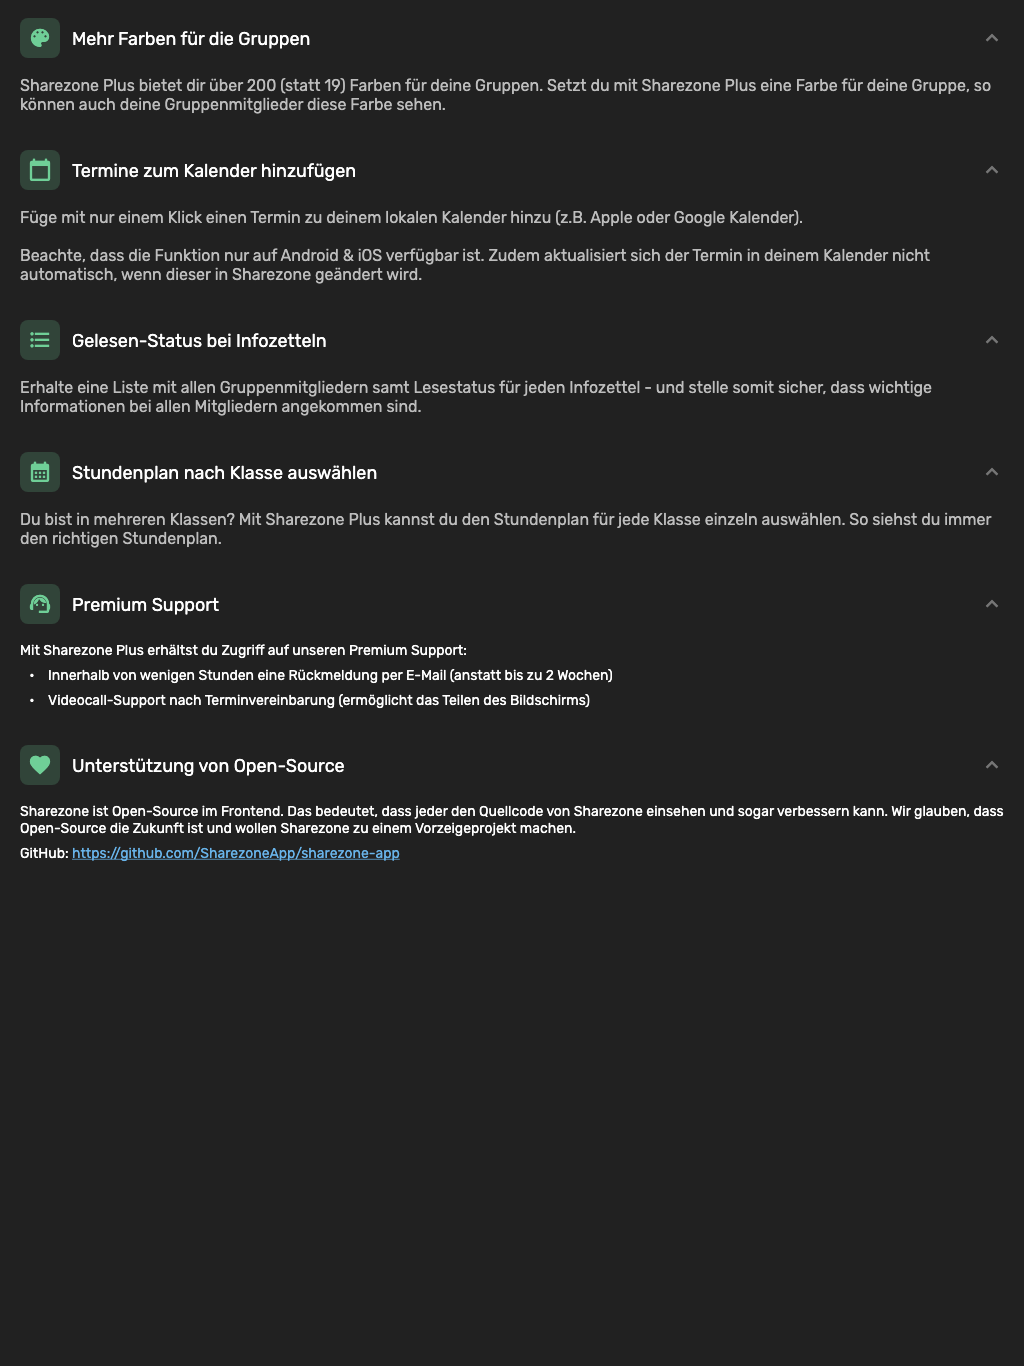 Mehr Farben für die Gruppen
Sharezone Plus bietet dir über 200 (statt 19) Farben für deine Gruppen. Setzt du mit Sharezone Plus eine Farbe für deine Gruppe, so
können auch deine Gruppenmitglieder diese Farbe sehen.
Termine zum Kalender hinzufügen
Füge mit nur einem Klick einen Termin zu deinem lokalen Kalender hinzu (z.B. Apple oder Google Kalender).
Beachte, dass die Funktion nur auf Android & iOS verfügbar ist. Zudem aktualisiert sich der Termin in deinem Kalender nicht
automatisch, wenn dieser in Sharezone geändert wird.
Gelesen-Status bei Infozetteln
Erhalte eine Liste mit allen Gruppenmitgliedern samt Lesestatus für jeden Infozettel - und stelle somit sicher, dass wichtige
Informationen bei allen Mitgliedern angekommen sind.
Stundenplan nach Klasse auswählen
Du bist in mehreren Klassen? Mit Sharezone Plus kannst du den Stundenplan für jede Klasse einzeln auswählen. So siehst du immer
den richtigen Stundenplan.
Premium Support
Mit Sharezone Plus erhältst du Zugriff auf unseren Premium Support:
• Innerhalb von wenigen Stunden eine Rückmeldung per E-Mail (anstatt bis zu 2 Wochen)
• Videocall-Support nach Terminvereinbarung (ermöglicht das Teilen des Bildschirms)
Unterstützung von Open-Source
Sharezone ist Open-Source im Frontend. Das bedeutet, dass jeder den Quellcode von Sharezone einsehen und sogar verbessern kann. Wir glauben, dass
Open-Source die Zukunft ist und wollen Sharezone zu einem Vorzeigeprojekt machen.
GitHub: https://github.com/SharezoneApp/sharezone-app